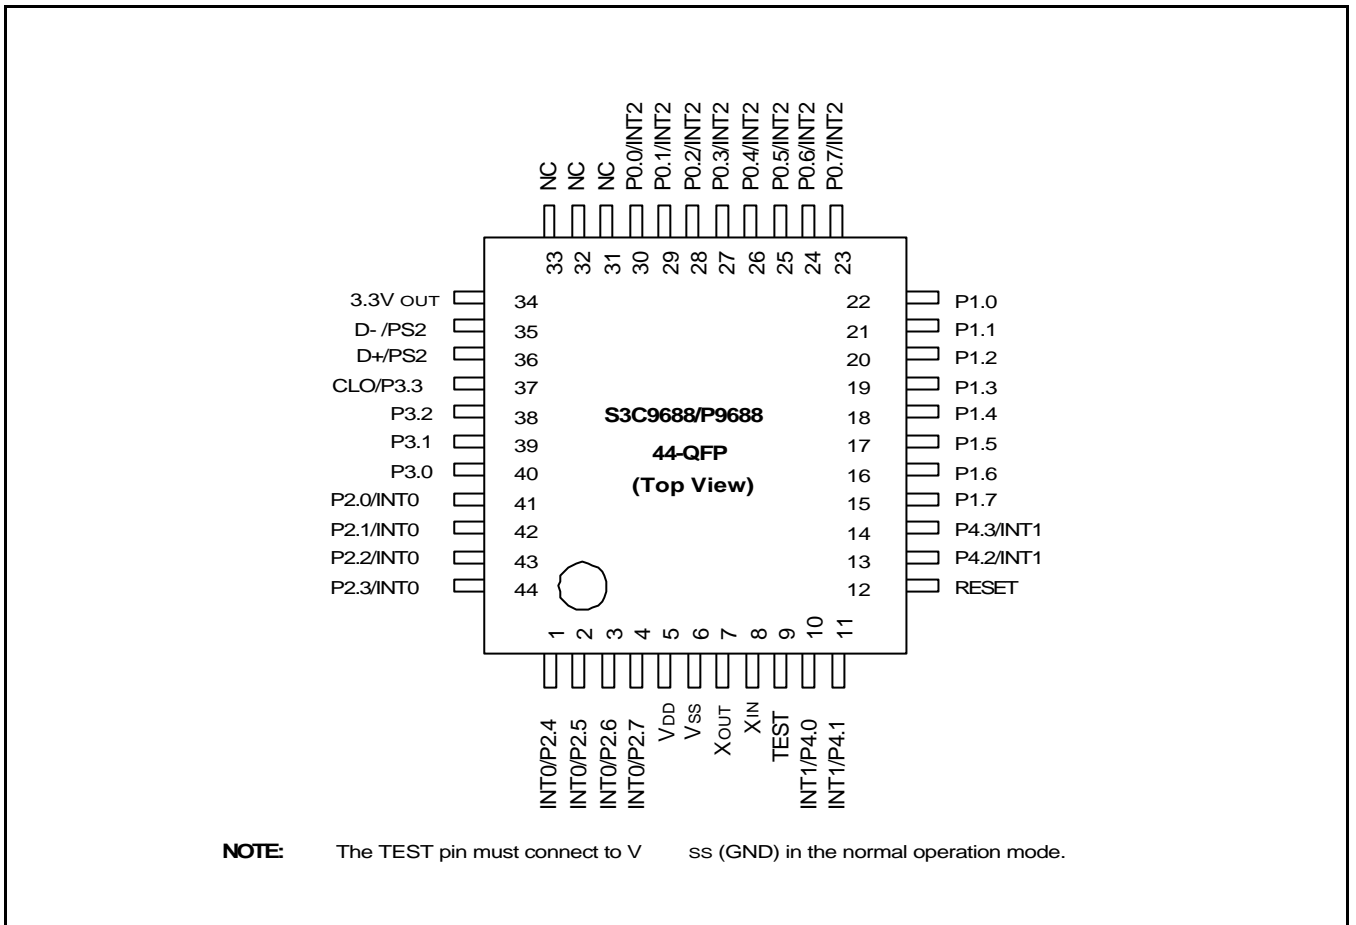 NC
NC
NC
P0.0/INT2
P0.1/INT2
P0.2/INT2
P0.3/INT2
P0.4/INT2
P0.5/INT2
P0.6/INT2
P0.7/INT2
33
32
31
30
29
28
27
26
25
24
23
3.3V OUT 34
D- /PS2 35
D+/PS2 36
CLO/P3.3 37
P3.2 38
P3.1 39
P3.0 40
P2.0/INT0 41
P2.1/INT0 42
P2.2/INT0 43
P2.3/INT0 44
S3C9688/P9688
44-QFP
(Top View)
22 P1.0
21 P1.1
20 P1.2
19 P1.3
18 P1.4
17 P1.5
16 P1.6
15 P1.7
14 P4.3/INT1
13 P4.2/INT1
12 RESET
1
2
3
4
5
6
7
8
9
10
11
INT0/P2.4
INT0/P2.5
INT0/P2.6
INT0/P2.7
VDD
VSS
XOUT
XIN
TEST
INT1/P4.0
INT1/P4.1
NOTE: The TEST pin must connect to V SS (GND) in the normal operation mode.